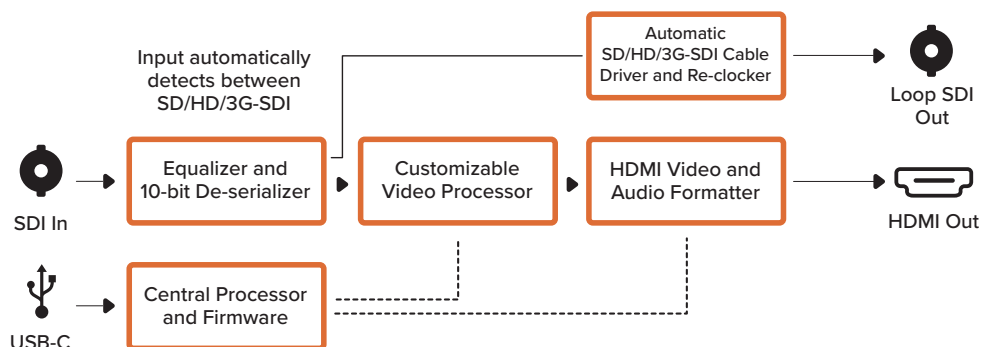 Input automatically
detects between
SD/HD/3G-SDI
Automatic
SD/HD/3G-SDI Cable
Driver and Re-clocker
Loop SDI
Out
SDI In
Equalizer and
10-bit De-serializer
Customizable
Video Processor
HDMI Video and
Audio Formatter
HDMI Out
USB-C
Central Processor
and Firmware